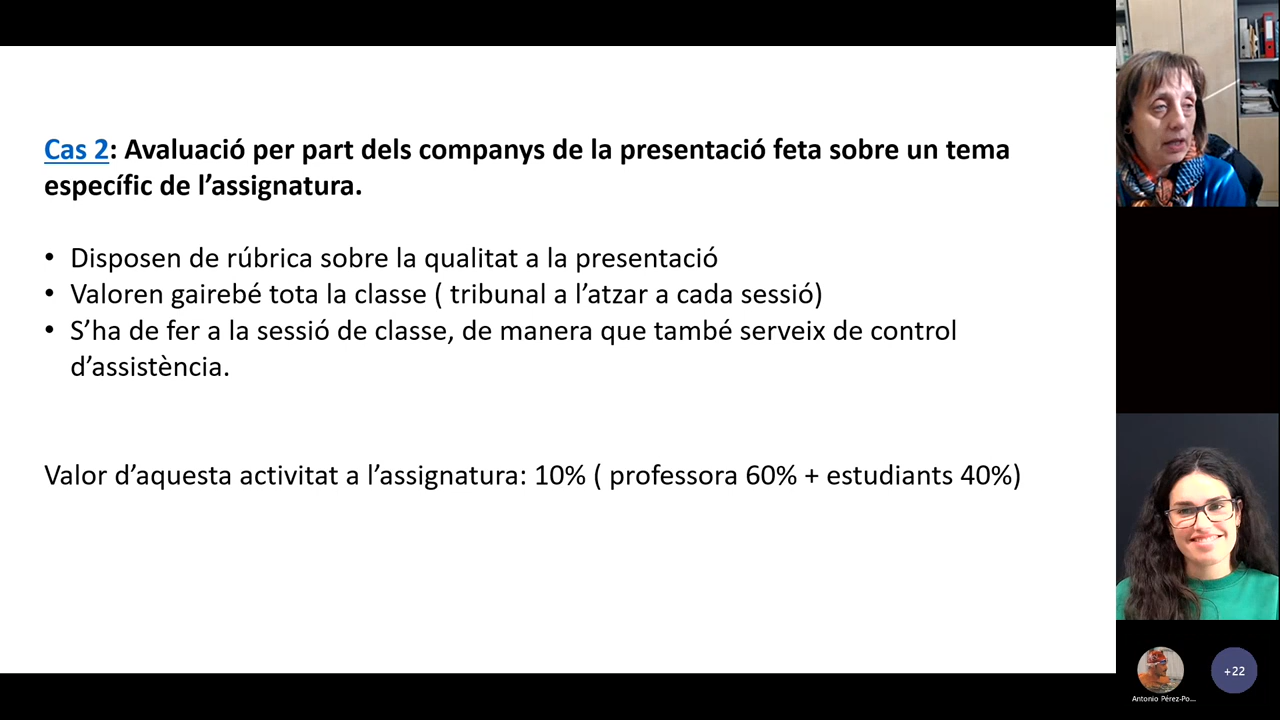 Cas 2: Avaluació per part dels companys de la presentació feta sobre un tema
específic de l’assignatura.
• Disposen de rúbrica sobre la qualitat a la presentació
• Valoren gairebé tota la classe ( tribunal a l’atzar a cada sessió)
• S’ha de fer a la sessió de classe, de manera que també serveix de control
d’assistència.
Valor d’aquesta activitat a l’assignatura: 10% ( professora 60% + estudiants 40%)
Antonio Pérez-Po...
+22